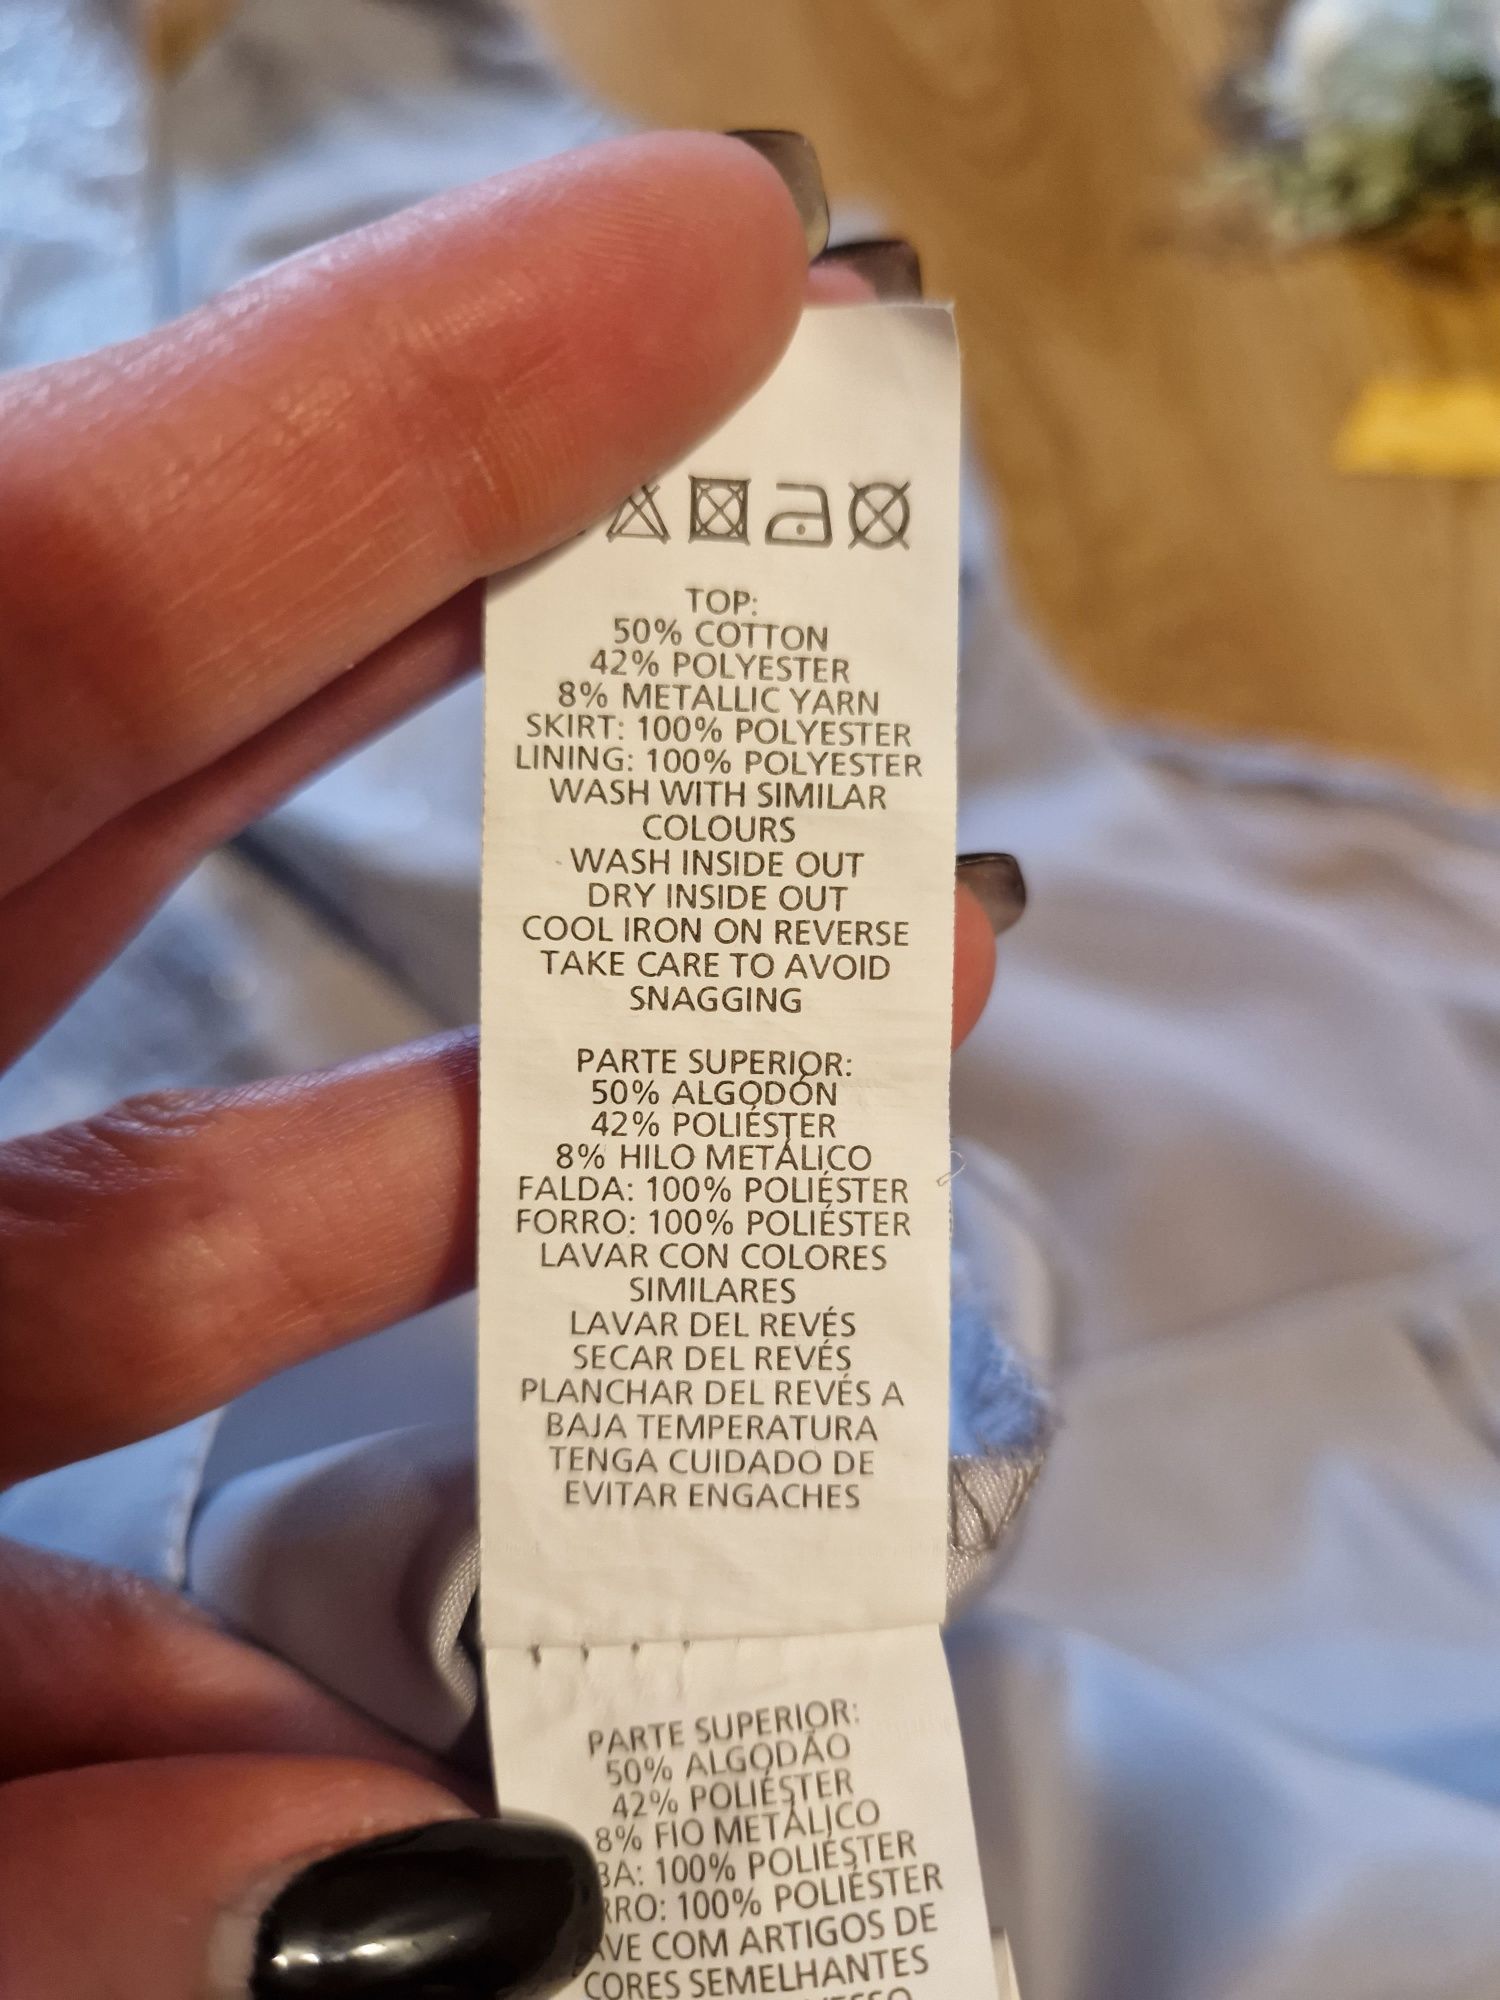 TOP:
50% COTTON
42% POLYESTER
8% METALLIC YARN
SKIRT: 100% POLYESTER
LINING: 100% POLYESTER
WASH WITH SIMILAR
COLOURS
WASH INSIDE OUT
DRY INSIDE OUT
COOL IRON ON REVERSE
TAKE CARE TO AVOID
SNAGGING
PARTE SUPERIOR:
50% ALGODÓN
42% POLIÉSTER
8% HILO METÁLICO
FALDA: 100% POLIÉSTER
FORRO: 100% POLIÉSTER
LAVAR CON COLORES
SIMILARES
LAVAR DEL REVÉS
SECAR DEL REVÉS
PLANCHAR DEL REVÉS A
BAJA TEMPERATURA
TENGA CUIDADO DE
EVITAR ENGACHES
PARTE SUPERIOR:
50% ALGODÃO
42% POLIÉSTER
8% FIO METÁLICO
100% POLIÉSTER
100% POLIÉSTER
COM ARTIGOS DE
CORES SEMELHANTES